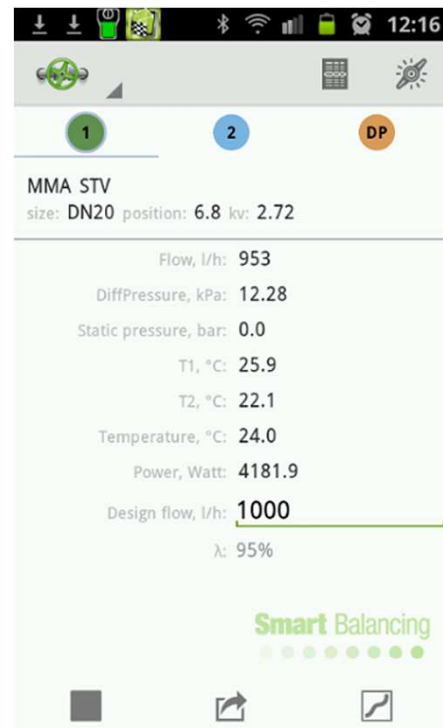 12:16
1 2 DP
MMA STV
size: DN20 position: 6.8 kv: 2.72
Flow, l/h: 953
DiffPressure, kPa: 12.28
Static pressure, bar: 0.0
T1, °C: 25.9
T2, °C: 22.1
Temperature, °C: 24.0
Power, Watt: 4181.9
Design flow, l/h: 1000
λ: 95%
Smart Balancing